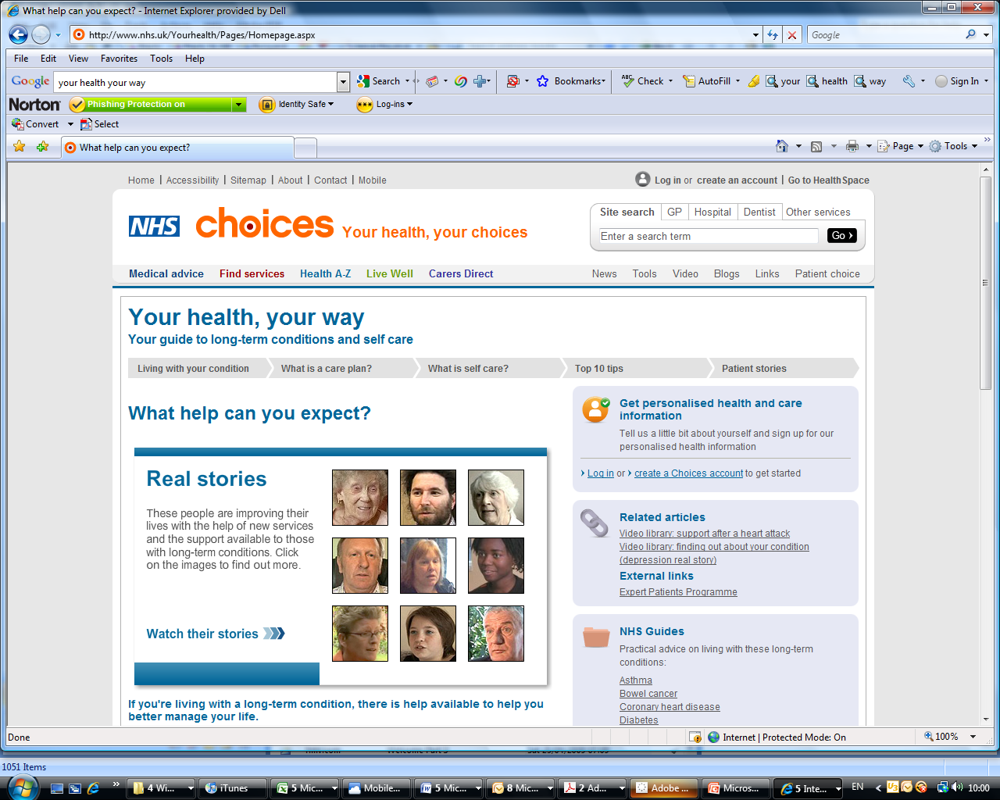 What help can you expect? - Internet Explorer provided by Dell
http://www.nhs.uk/Yourhealth/Pages/Homepage.aspx
Google
File Edit View Favorites Tools Help
Google your health your way Search Bookmarks Check AutoFill your health way Sign In
Norton Phishing Protection on Identity Safe Log-ins
Convert Select
What help can you expect? Page Tools
Home | Accessibility | Sitemap | About | Contact | Mobile
Log in or create an account | Go to HealthSpace
NHS choices Your health, your choices
Site search GP Hospital Dentist Other services
Enter a search term Go ›
Medical advice Find services Health A-Z Live Well Carers Direct
News Tools Video Blogs Links Patient choice
Your health, your way
Your guide to long-term conditions and self care
Living with your condition What is a care plan? What is self care? Top 10 tips Patient stories
What help can you expect?
Real stories
These people are improving their
lives with the help of new services
and the support available to those
with long-term conditions. Click
on the images to find out more.
Watch their stories
If you're living with a long-term condition, there is help available to help you
better manage your life.
Get personalised health and care
information
Tell us a little bit about yourself and sign up for our
personalised health information
› Log in or › create a Choices account to get started
Related articles
Video library: support after a heart attack
Video library: finding out about your condition
(depression real story)
External links
Expert Patients Programme
NHS Guides
Practical advice on living with these long-term
conditions:
Asthma
Bowel cancer
Coronary heart disease
Diabetes
Done Internet | Protected Mode: On 100%
1051 Items
4 Wi... iTunes 5 Mic... Mobile... 5 Mic... 8 Mic... 2 Ad... Adobe ... Micros... 5 Inte... EN 10:00